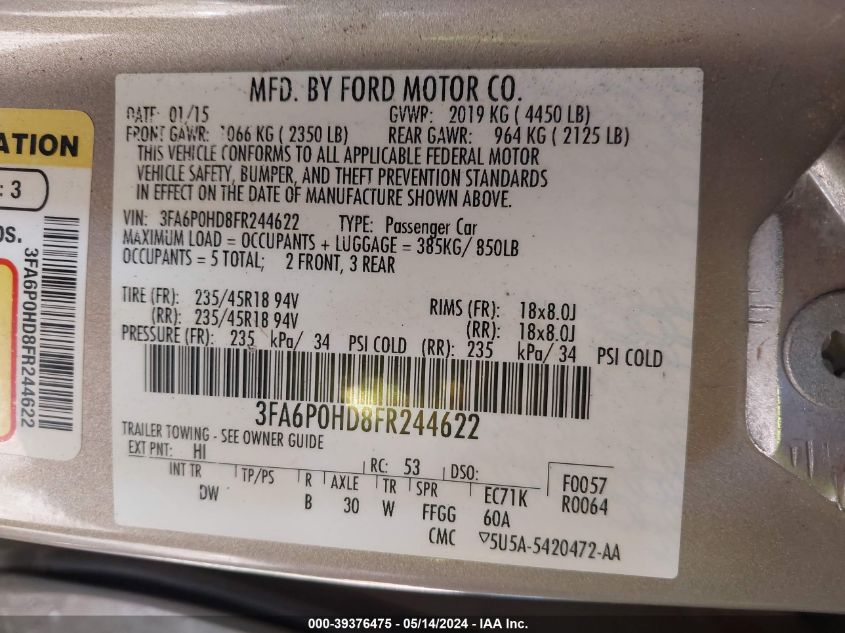 MFD. BY FORD MOTOR CO.
DATE: 01/15 GVWR: 2019 KG ( 4450 LB)
FRONT GAWR: 1066 KG ( 2350 LB) REAR GAWR: 964 KG ( 2125 LB)
THIS VEHICLE CONFORMS TO ALL APPLICABLE FEDERAL MOTOR
VEHICLE SAFETY, BUMPER, AND THEFT PREVENTION STANDARDS
IN EFFECT ON THE DATE OF MANUFACTURE SHOWN ABOVE.
VIN: 3FA6P0HD8FR244622 TYPE: Passenger Car
MAXIMUM LOAD = OCCUPANTS + LUGGAGE = 385KG/ 850LB
OCCUPANTS = 5 TOTAL; 2 FRONT, 3 REAR
TIRE (FR): 235/45R18 94V RIMS (FR): 18x8.0J
(RR): 235/45R18 94V (RR): 18x8.0J
PRESSURE (FR): 235 kPa/ 34 PSI COLD (RR): 235 kPa/ 34 PSI COLD
3FA6P0HD8FR244622
TRAILER TOWING - SEE OWNER GUIDE
EXT PNT: HI RC: 53 DSO: F0057
INT TR TP/PS R AXLE TR SPR EC71K R0064
DW B 30 W FFGG 60A
CMC ▽5U5A-5420472-AA
ATION
: 3
OS.
3FA6P0HD8FR244622
000-39376475 - 05/14/2024 - IAA Inc.